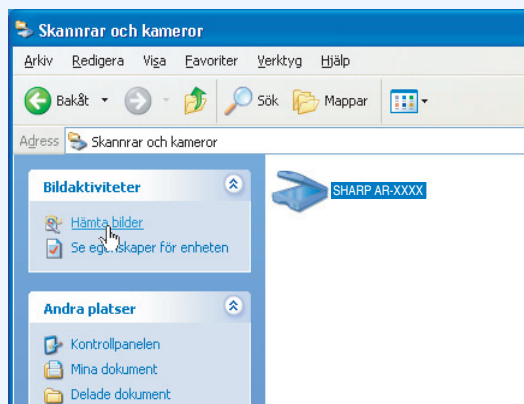 Skannrar och kameror
Arkiv Redigera Visa Favoriter Verktyg Hjälp
Bakåt Sök Mappar
Adress Skannrar och kameror
Bildaktiviteter
Hämta bilder
Se egenskaper för enheten
Andra platser
Kontrollpanelen
Mina dokument
Delade dokument
SHARP AR-XXXX